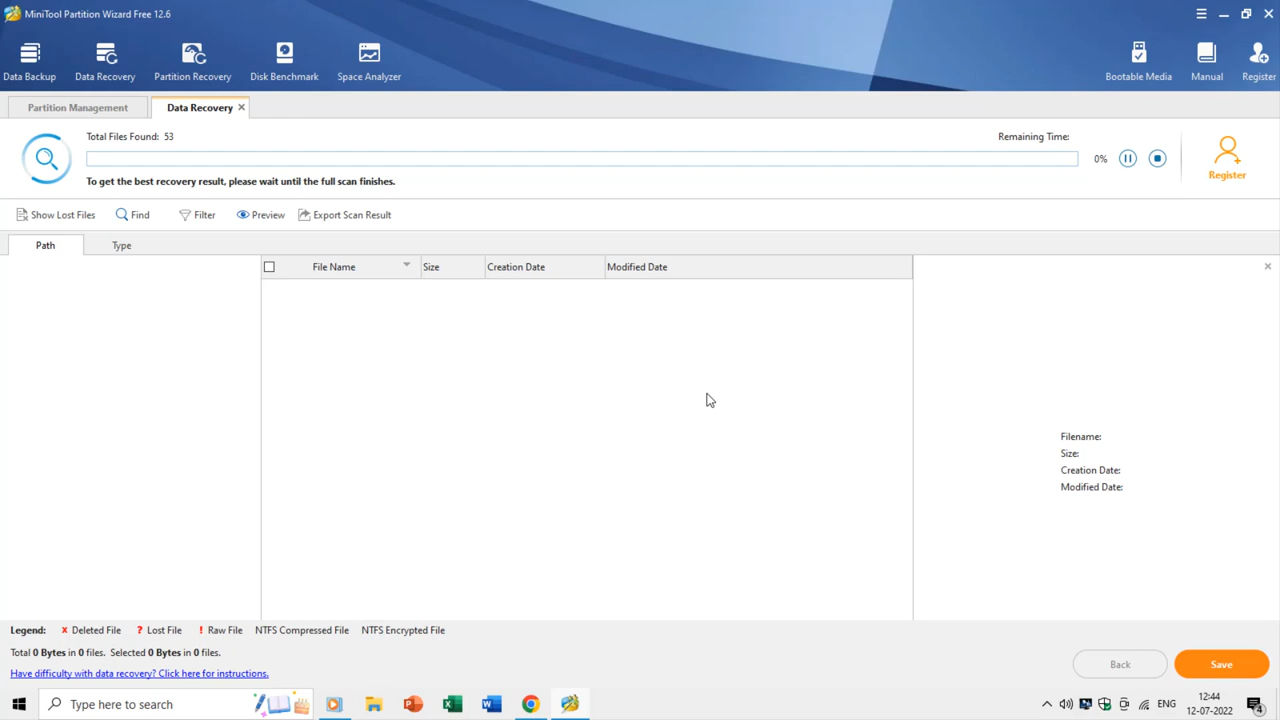 MiniTool Partition Wizard Free 12.6
Data Backup
Data Recovery
Partition Recovery
Disk Benchmark
Space Analyzer
Bootable Media
Manual
Register
Partition Management
Data Recovery
Total Files Found: 53
Remaining Time:
0%
Register
To get the best recovery result, please wait until the full scan finishes.
Show Lost Files
Find
Filter
Preview
Export Scan Result
Path
Type
File Name
Size
Creation Date
Modified Date
Filename:
Size:
Creation Date:
Modified Date:
Legend: x Deleted File ? Lost File ! Raw File NTFS Compressed File NTFS Encrypted File
Total 0 Bytes in 0 files. Selected 0 Bytes in 0 files.
Have difficulty with data recovery? Click here for instructions.
Back
Save
Type here to search
ENG
12:44
12-07-2022
4